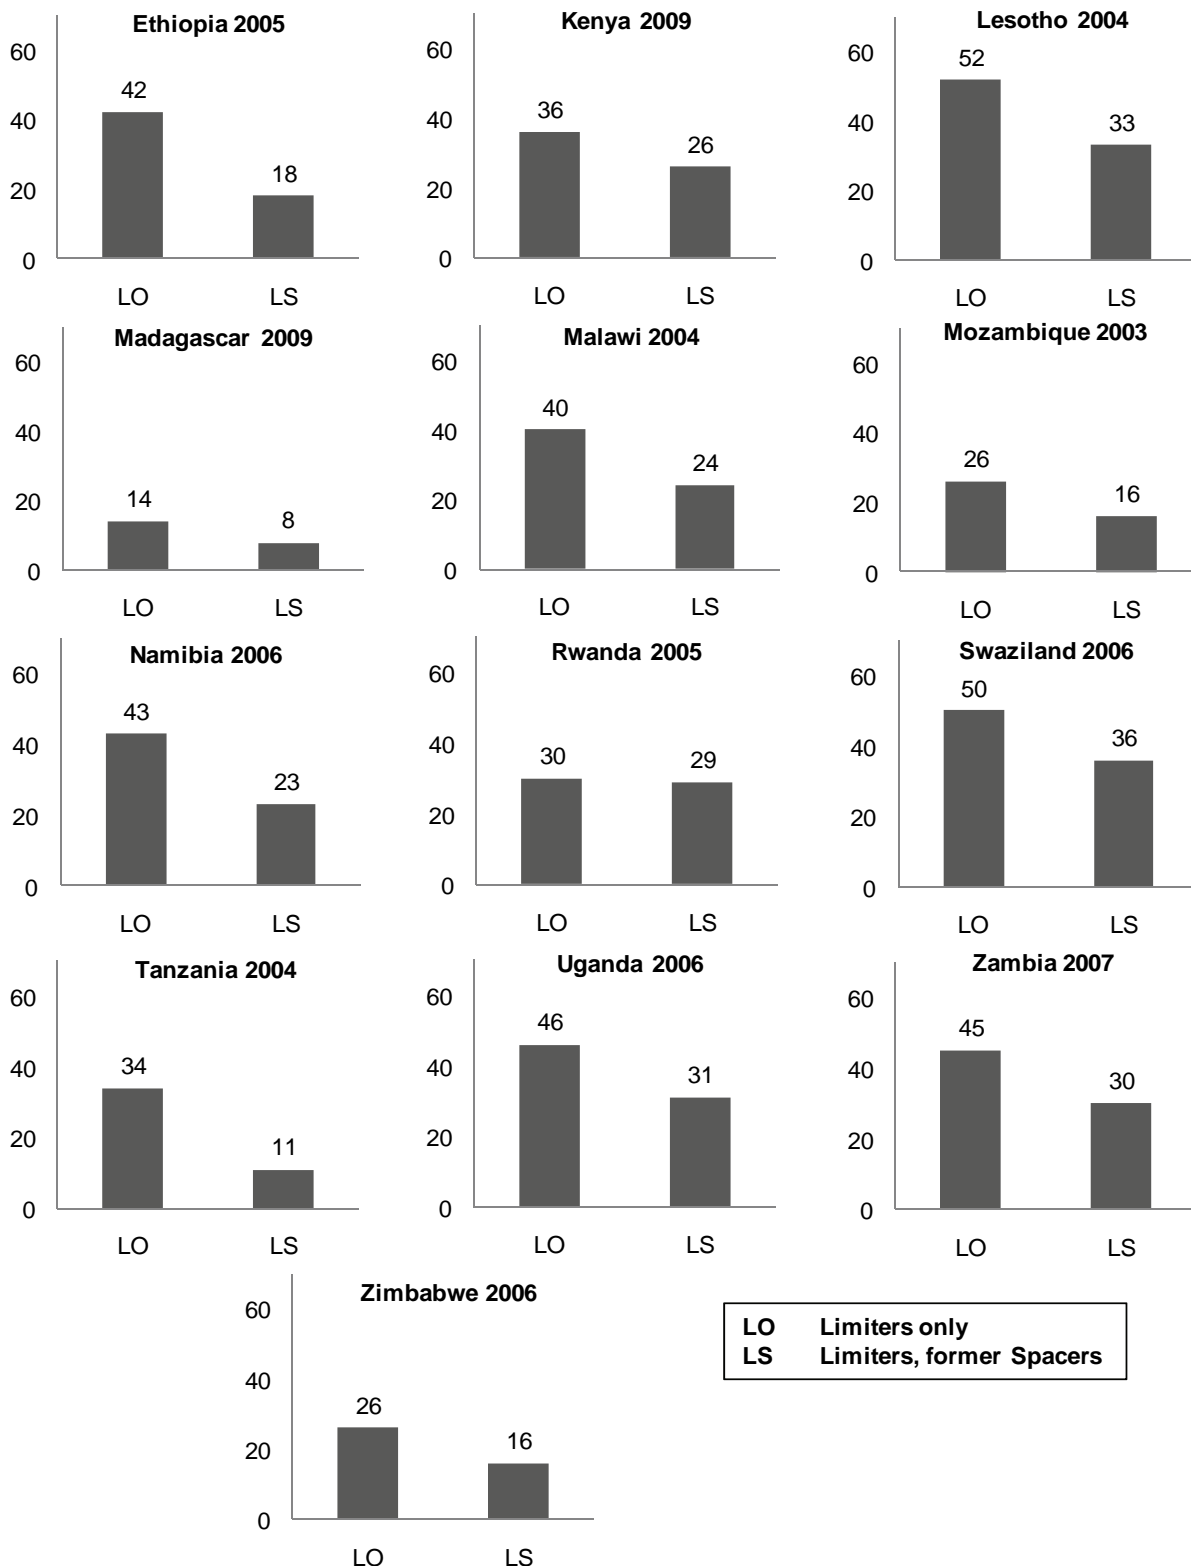 Ethiopia 2005
60
40
20
0
42
18
LO LS
Kenya 2009
60
40
20
0
36
26
LO LS
Lesotho 2004
60
40
20
0
52
33
LO LS
Madagascar 2009
60
40
20
0
14
8
LO LS
Malawi 2004
60
40
20
0
40
24
LO LS
Mozambique 2003
60
40
20
0
26
16
LO LS
Namibia 2006
60
40
20
0
43
23
LO LS
Rwanda 2005
60
40
20
0
30
29
LO LS
Swaziland 2006
60
40
20
0
50
36
LO LS
Tanzania 2004
60
40
20
0
34
11
LO LS
Uganda 2006
60
40
20
0
46
31
LO LS
Zambia 2007
60
40
20
0
45
30
LO LS
Zimbabwe 2006
60
40
20
0
26
16
LO LS
LO Limiters only
LS Limiters, former Spacers